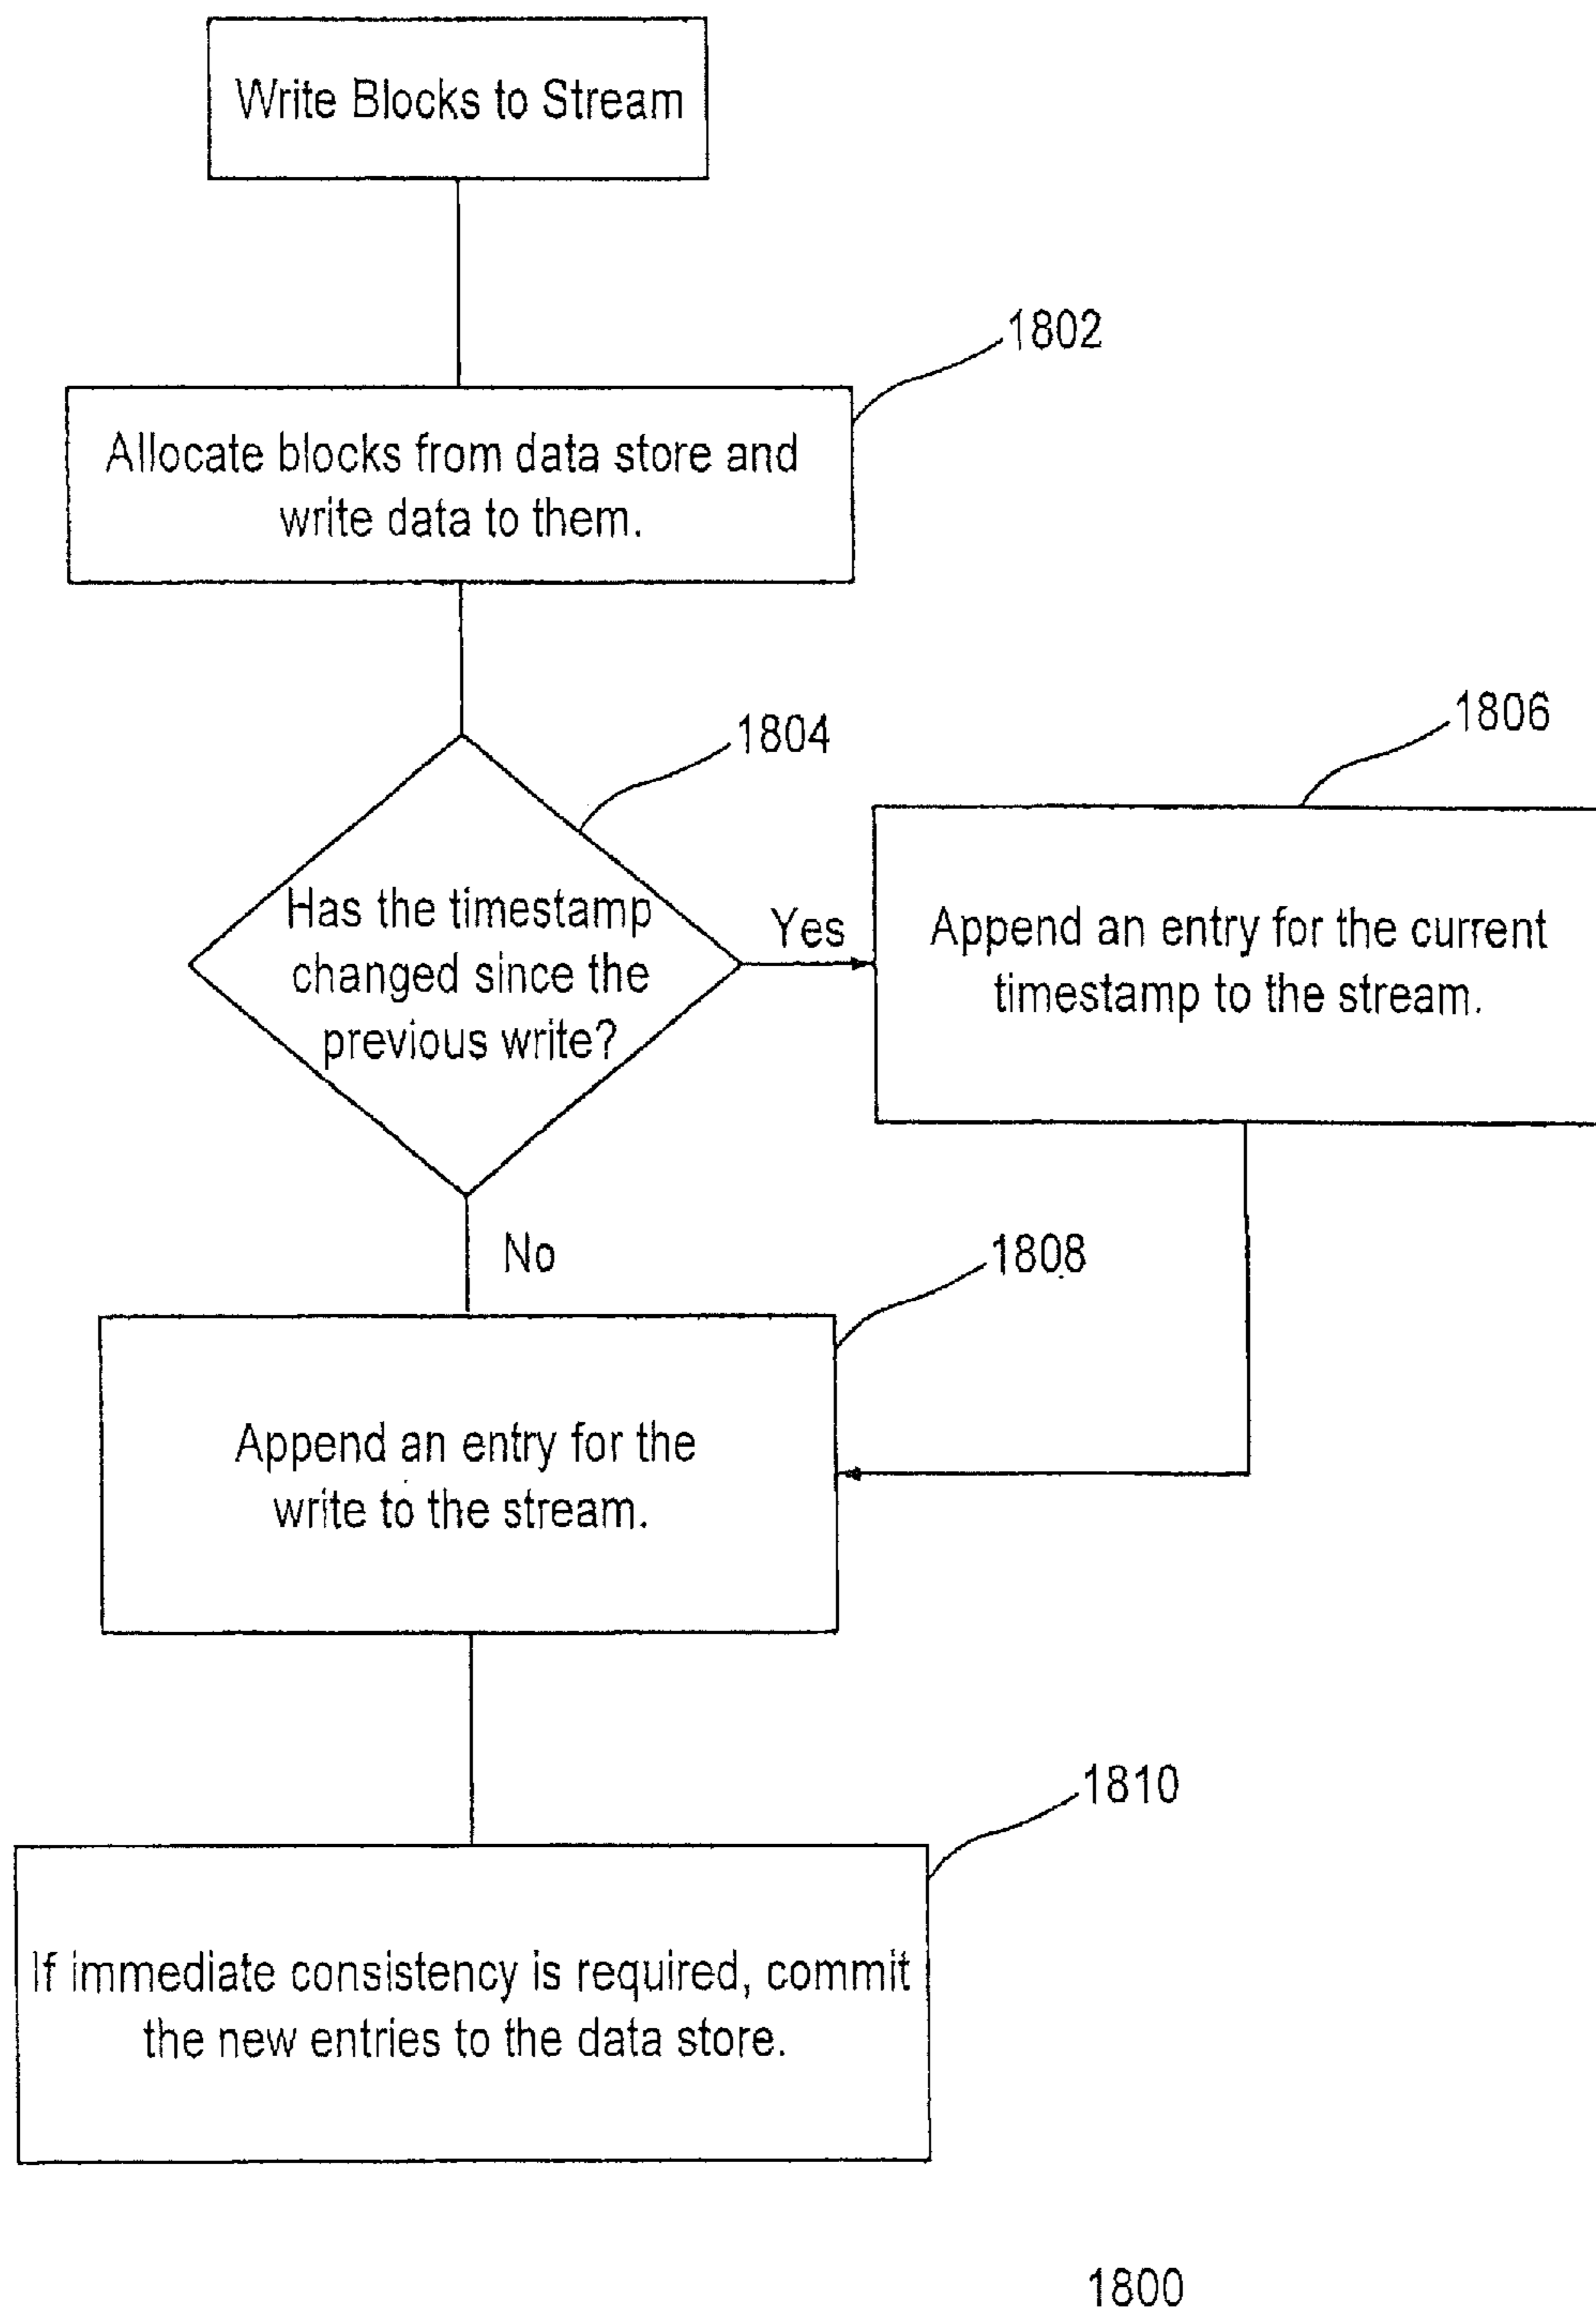 Write Blocks to Stream
1802
Allocate blocks from data store and
write data to them.
1804
1806
Has the timestamp
changed since the
previous write?
Yes
Append an entry for the current
timestamp to the stream.
No
1808
Append an entry for the
write to the stream.
1810
If immediate consistency is required, commit
the new entries to the data store.
1800